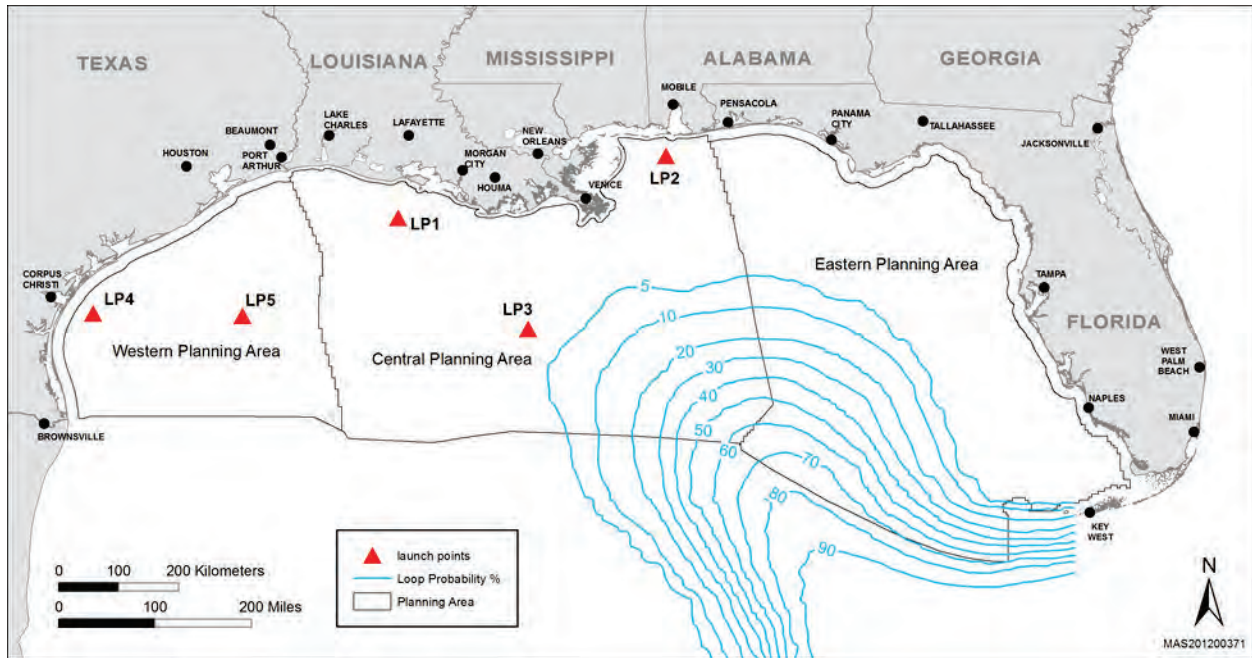 TEXAS
LOUISIANA
MISSISSIPPI
ALABAMA
GEORGIA
MOBILE
PENSACOLA
PANAMA
CITY
TALLAHASSEE
JACKSONVILLE
LAKE
CHARLES
LAFAYETTE
BEAUMONT
PORT
ARTHUR
HOUSTON
NEW
ORLEANS
MORGAN
CITY
HOUMA
VENICE
LP2
LP1
Eastern Planning Area
TAMPA
CORPUS
CHRISTI
LP4
LP5
LP3
Western Planning Area
Central Planning Area
FLORIDA
WEST
PALM
BEACH
NAPLES
MIAMI
BROWNSVILLE
KEY
WEST
5
10
20
30
40
50
60
70
80
90
launch points
Loop Probability %
Planning Area
0 100 200 Kilometers
0 100 200 Miles
N
MAS201200371